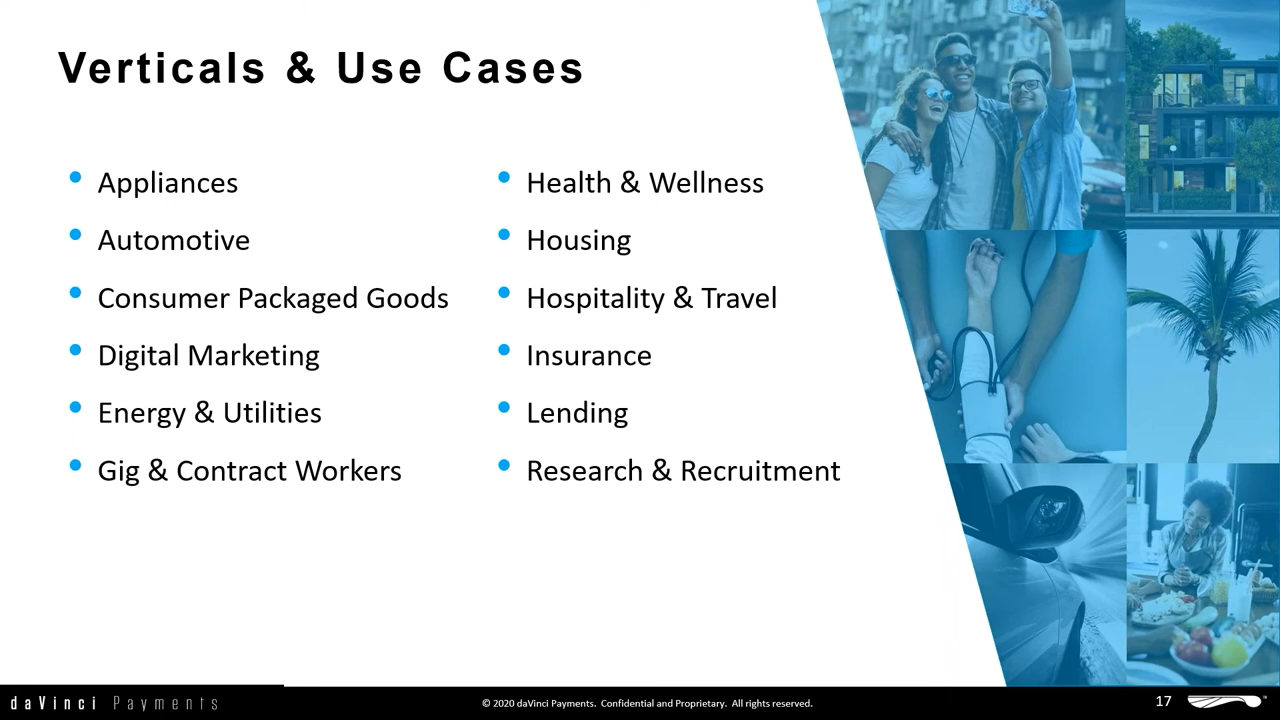 Verticals & Use Cases
Appliances
Automotive
Consumer Packaged Goods
Digital Marketing
Energy & Utilities
Gig & Contract Workers
Health & Wellness
Housing
Hospitality & Travel
Insurance
Lending
Research & Recruitment
daVinci Payments
© 2020 daVinci Payments. Confidential and Proprietary. All rights reserved.
17